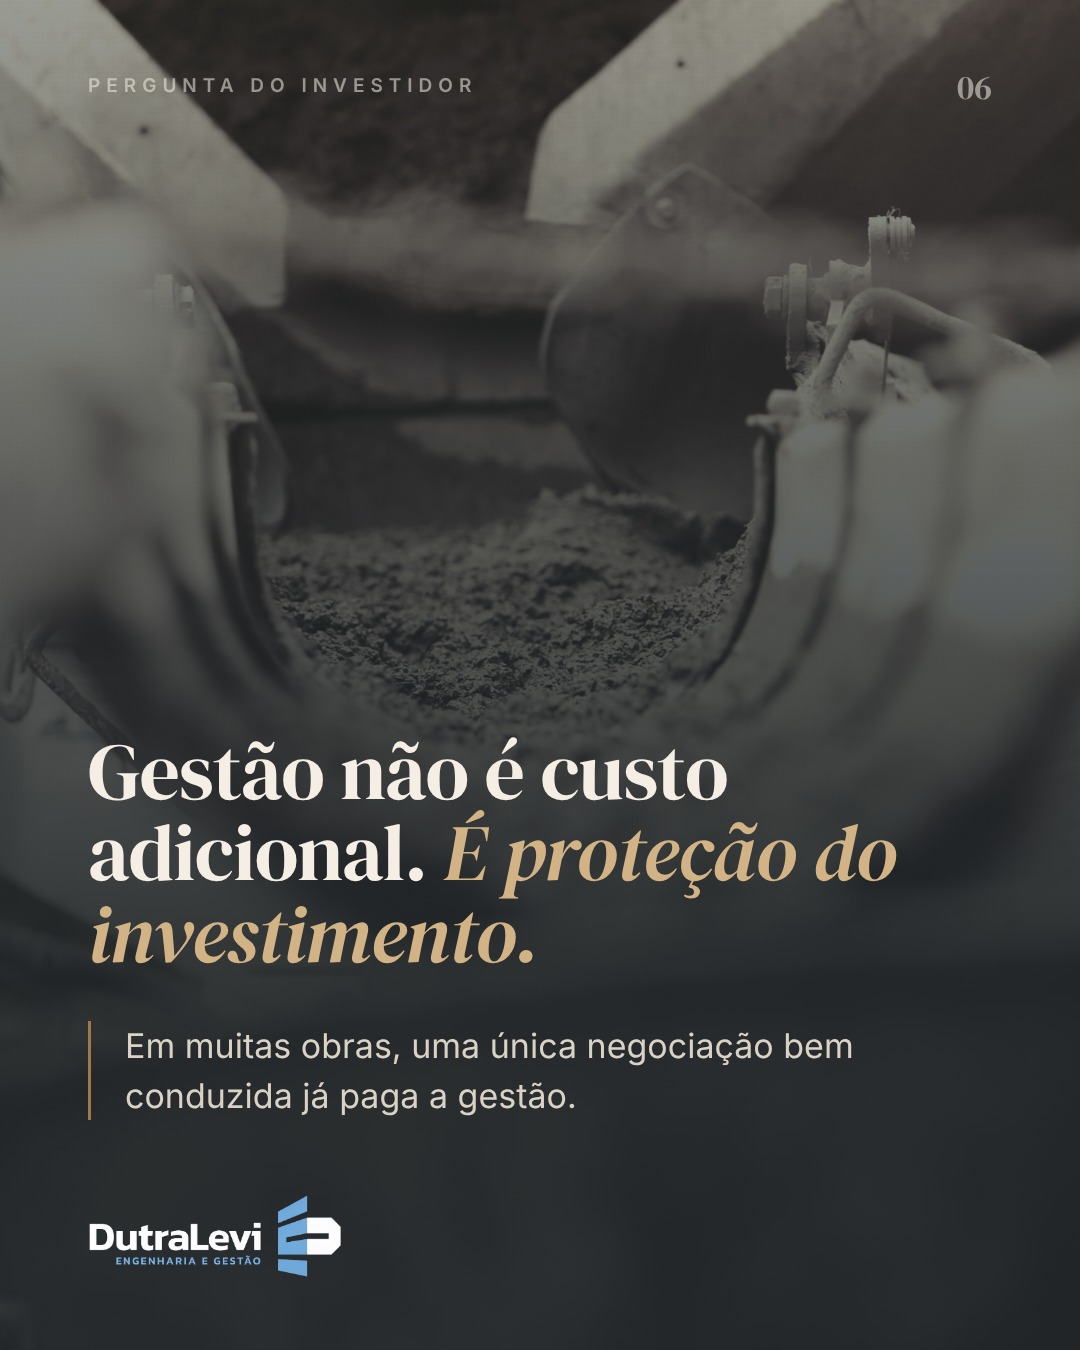 PERGUNTA DO INVESTIDOR
06
Gestão não é custo
adicional. É proteção do
investimento.
Em muitas obras, uma única negociação bem
conduzida já paga a gestão.
DutraLevi
ENGENHARIA E GESTÃO